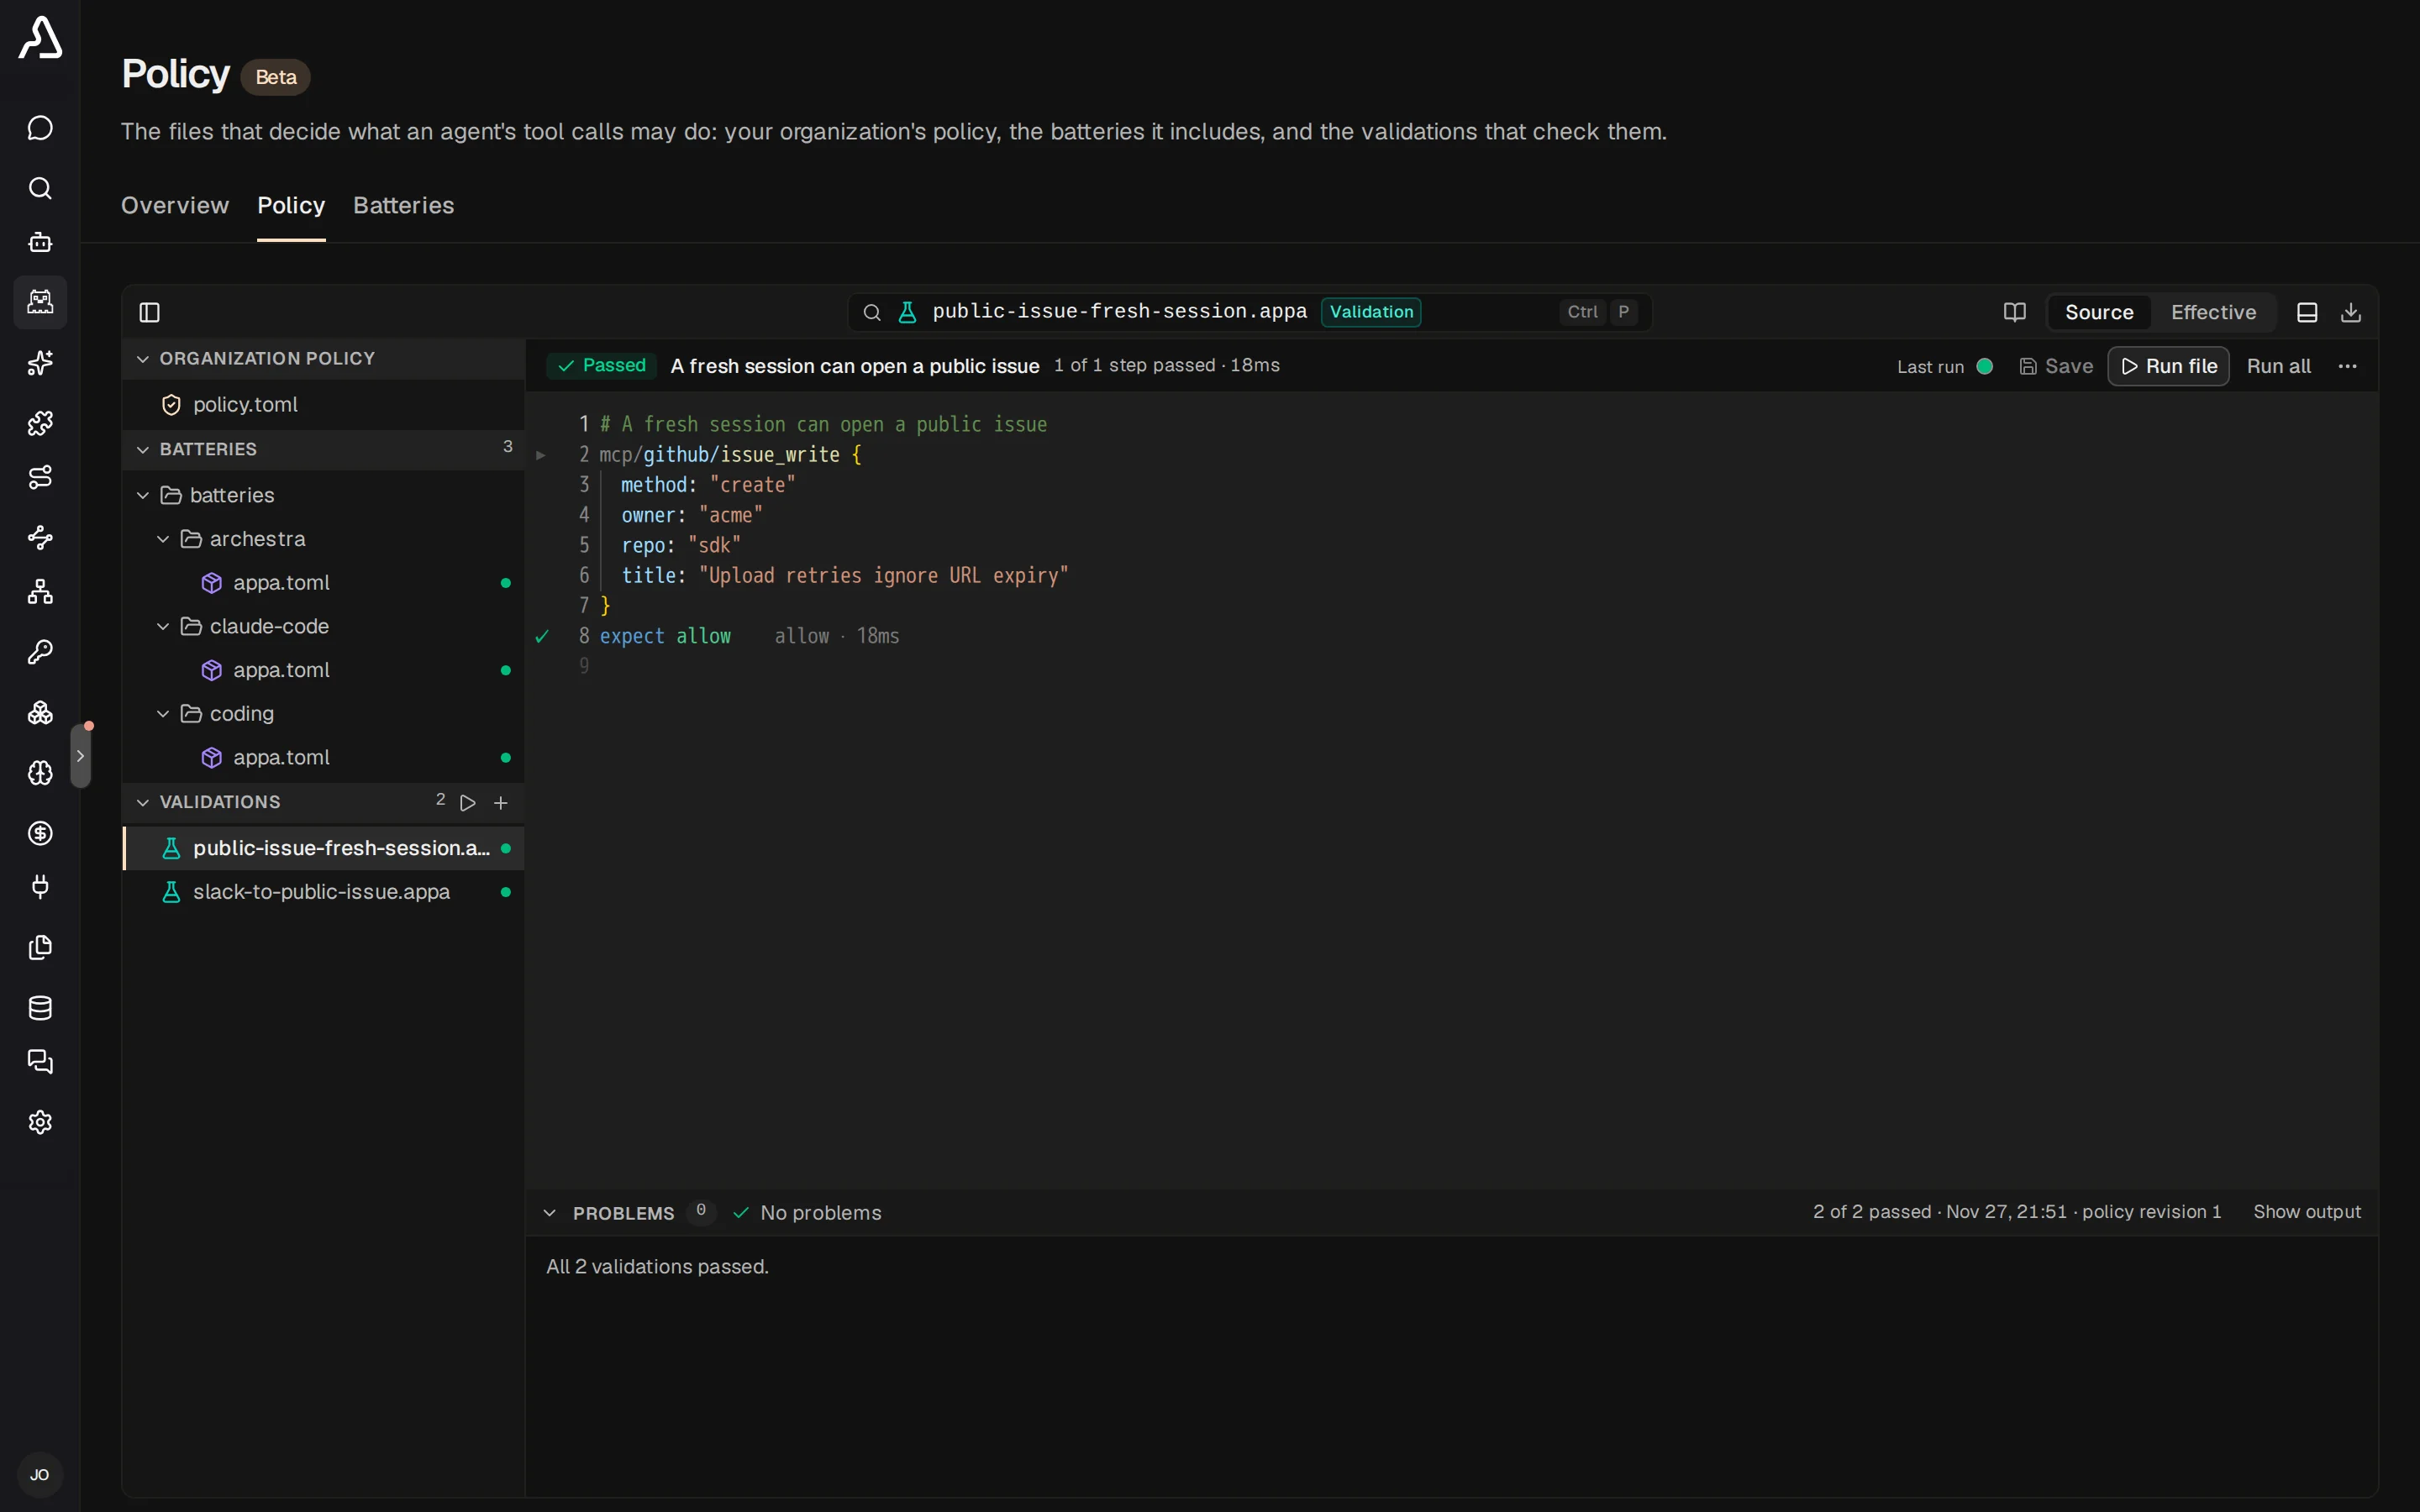 Policy Beta
The files that decide what an agent's tool calls may do: your organization's policy, the batteries it includes, and the validations that check them.
Overview Policy Batteries
public-issue-fresh-session.appa Validation Ctrl P
Source Effective
ORGANIZATION POLICY
policy.toml
BATTERIES 3
batteries
archestra
appa.toml
claude-code
appa.toml
coding
appa.toml
VALIDATIONS 2
public-issue-fresh-session.a...
slack-to-public-issue.appa
Passed A fresh session can open a public issue 1 of 1 step passed · 18ms
Last run Save Run file Run all
1 # A fresh session can open a public issue
2 mcp/github/issue_write {
3 method: "create"
4 owner: "acme"
5 repo: "sdk"
6 title: "Upload retries ignore URL expiry"
7 }
8 expect allow allow · 18ms
9
PROBLEMS 0 No problems
2 of 2 passed · Nov 27, 21:51 · policy revision 1 Show output
All 2 validations passed.
JO